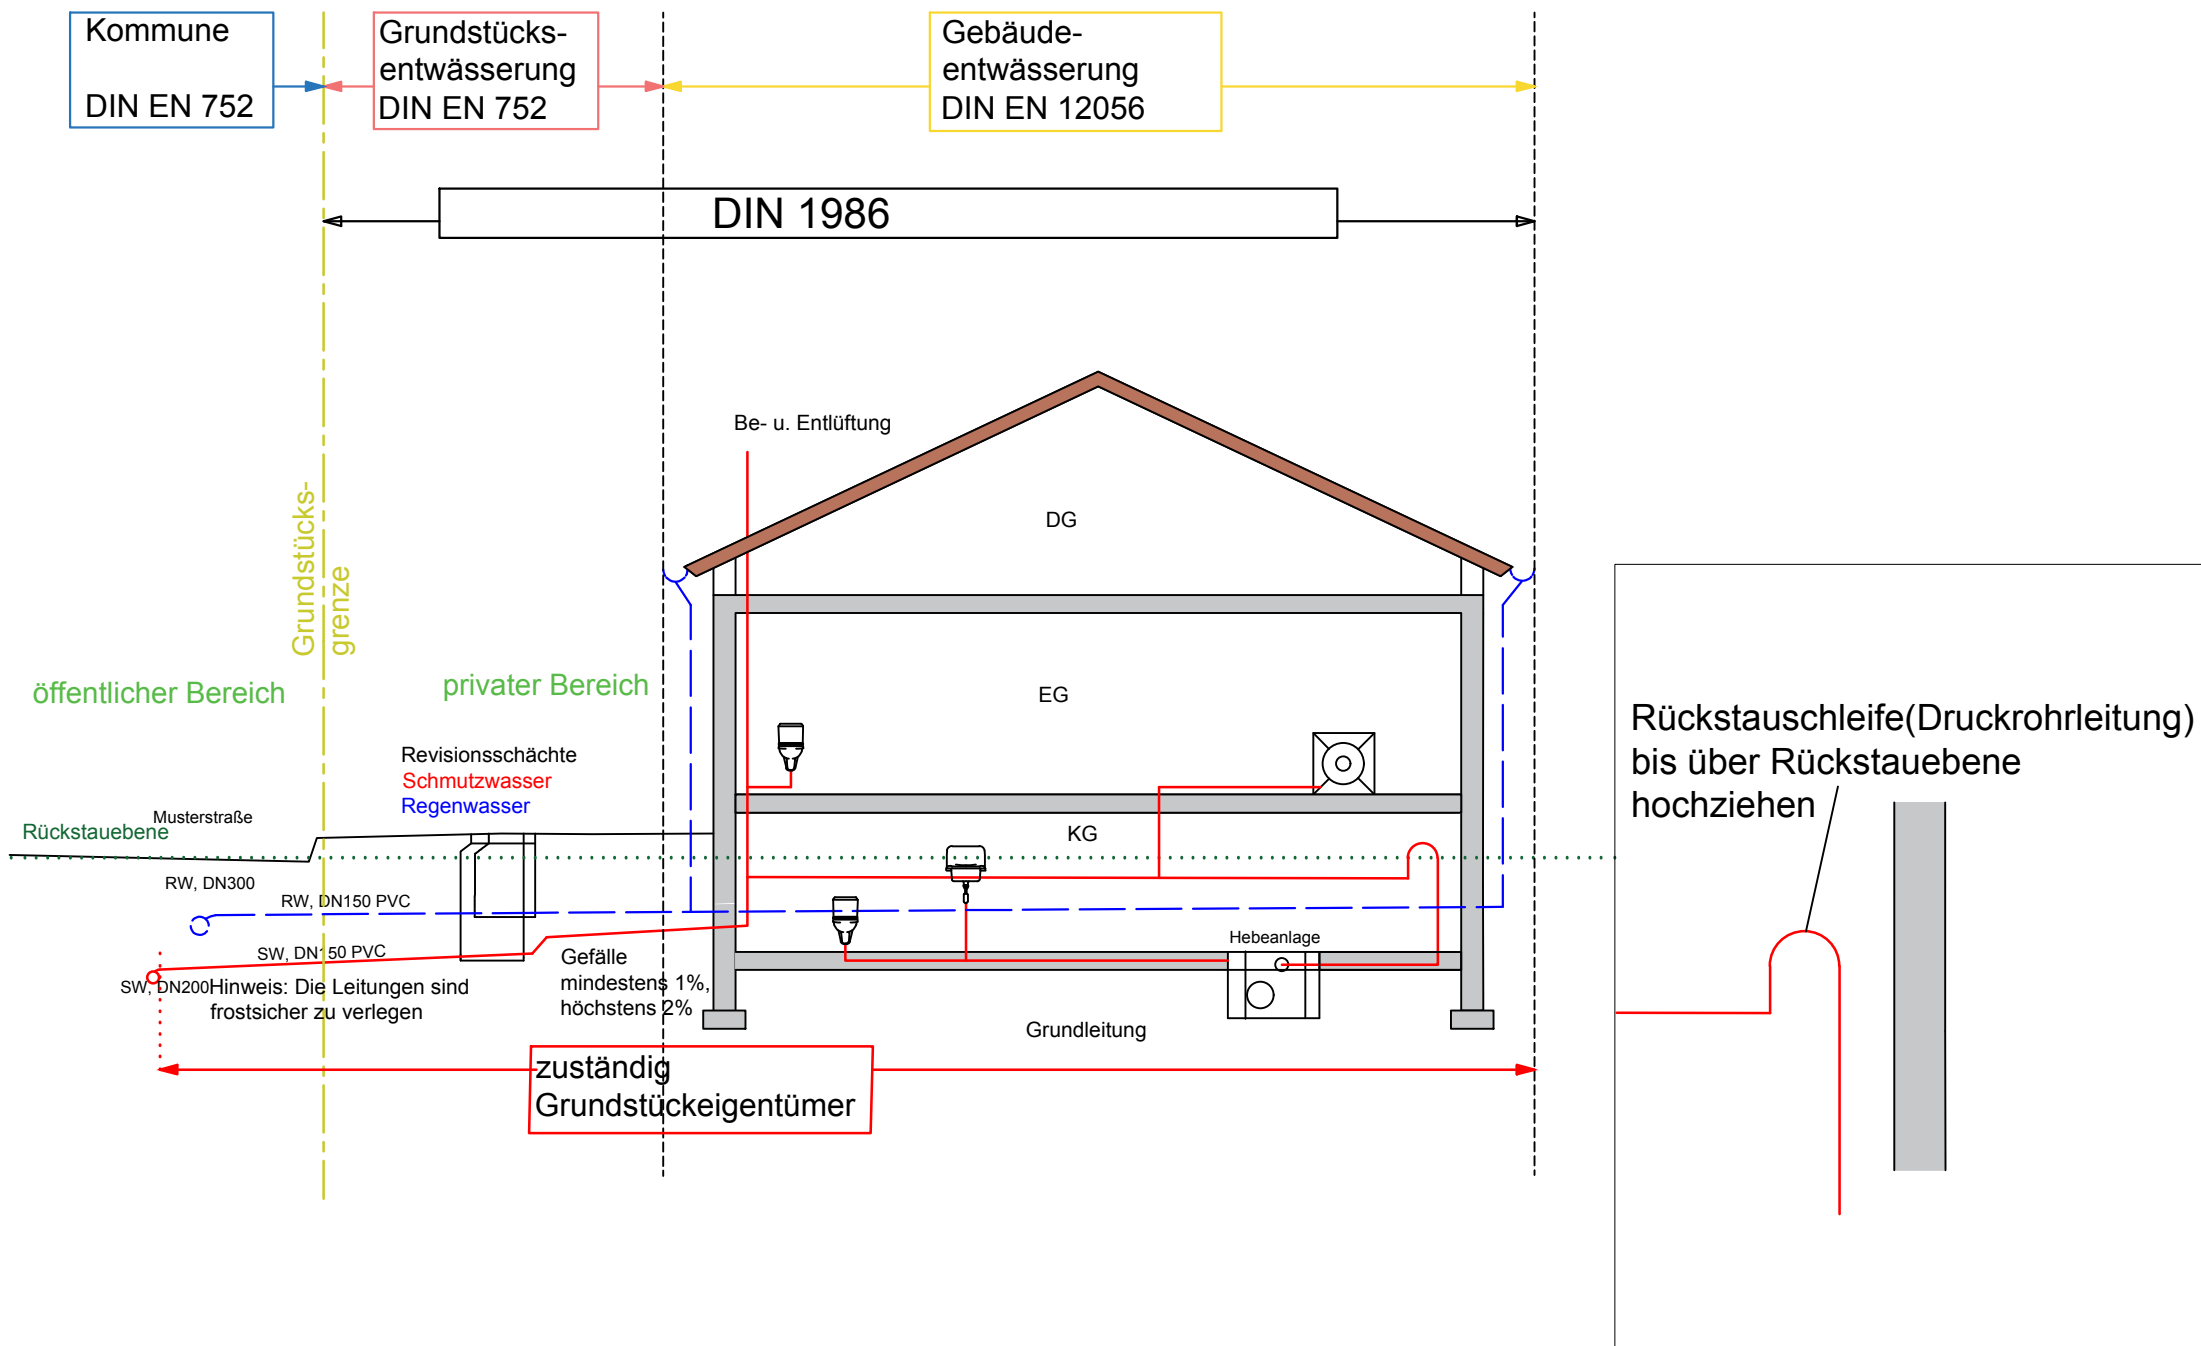 Kommune
DIN EN 752
Grundstücks-
entwässerung
DIN EN 752
Gebäude-
entwässerung
DIN EN 12056
DIN 1986
Be- u. Entlüftung
DG
Grundstücks-
grenze
öffentlicher Bereich
privater Bereich
EG
Revisionsschächte
Schmutzwasser
Regenwasser
Musterstraße
Rückstauebene
KG
RW, DN300
RW, DN150 PVC
SW, DN150 PVC
SW, DN200
Hinweis: Die Leitungen sind
frostsicher zu verlegen
Gefälle
mindestens 1%,
höchstens 2%
Hebeanlage
Grundleitung
zuständig
Grundstückeigentümer
Rückstauschleife(Druckrohrleitung)
bis über Rückstauebene
hochziehen